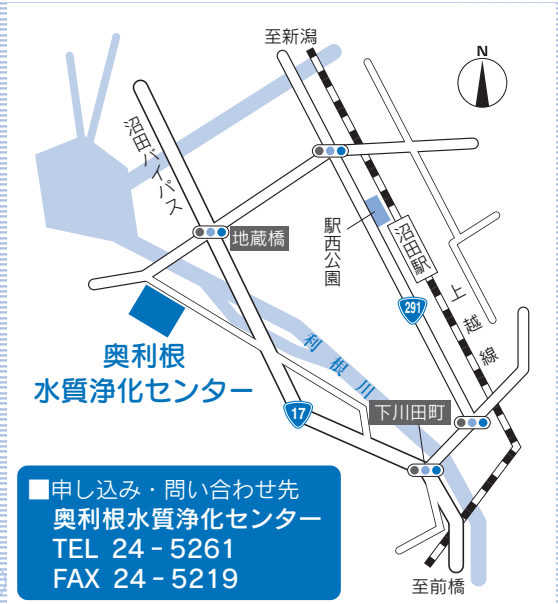 至新潟
N
沼田バイパス
地蔵橋
駅西公園
沼田駅
上越線
291
奥利根
水質浄化センター
利根川
17
下川田町
■申し込み・問い合わせ先
奥利根水質浄化センター
TEL 24-5261
FAX 24-5219
至前橋